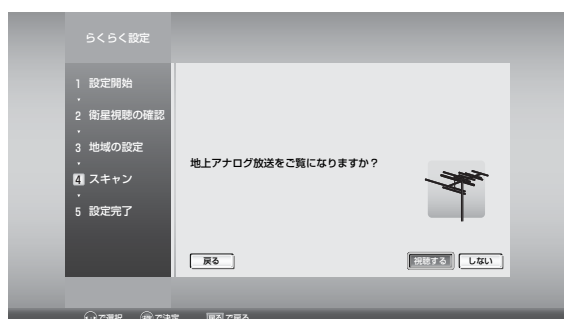 らくらく設定
1 設定開始
2 衛星視聴の確認
3 地域の設定
4 スキャン
5 設定完了
地上アナログ放送をご覧になりますか？
戻る
視聴する
しない
で選択 で決定 戻る で戻る